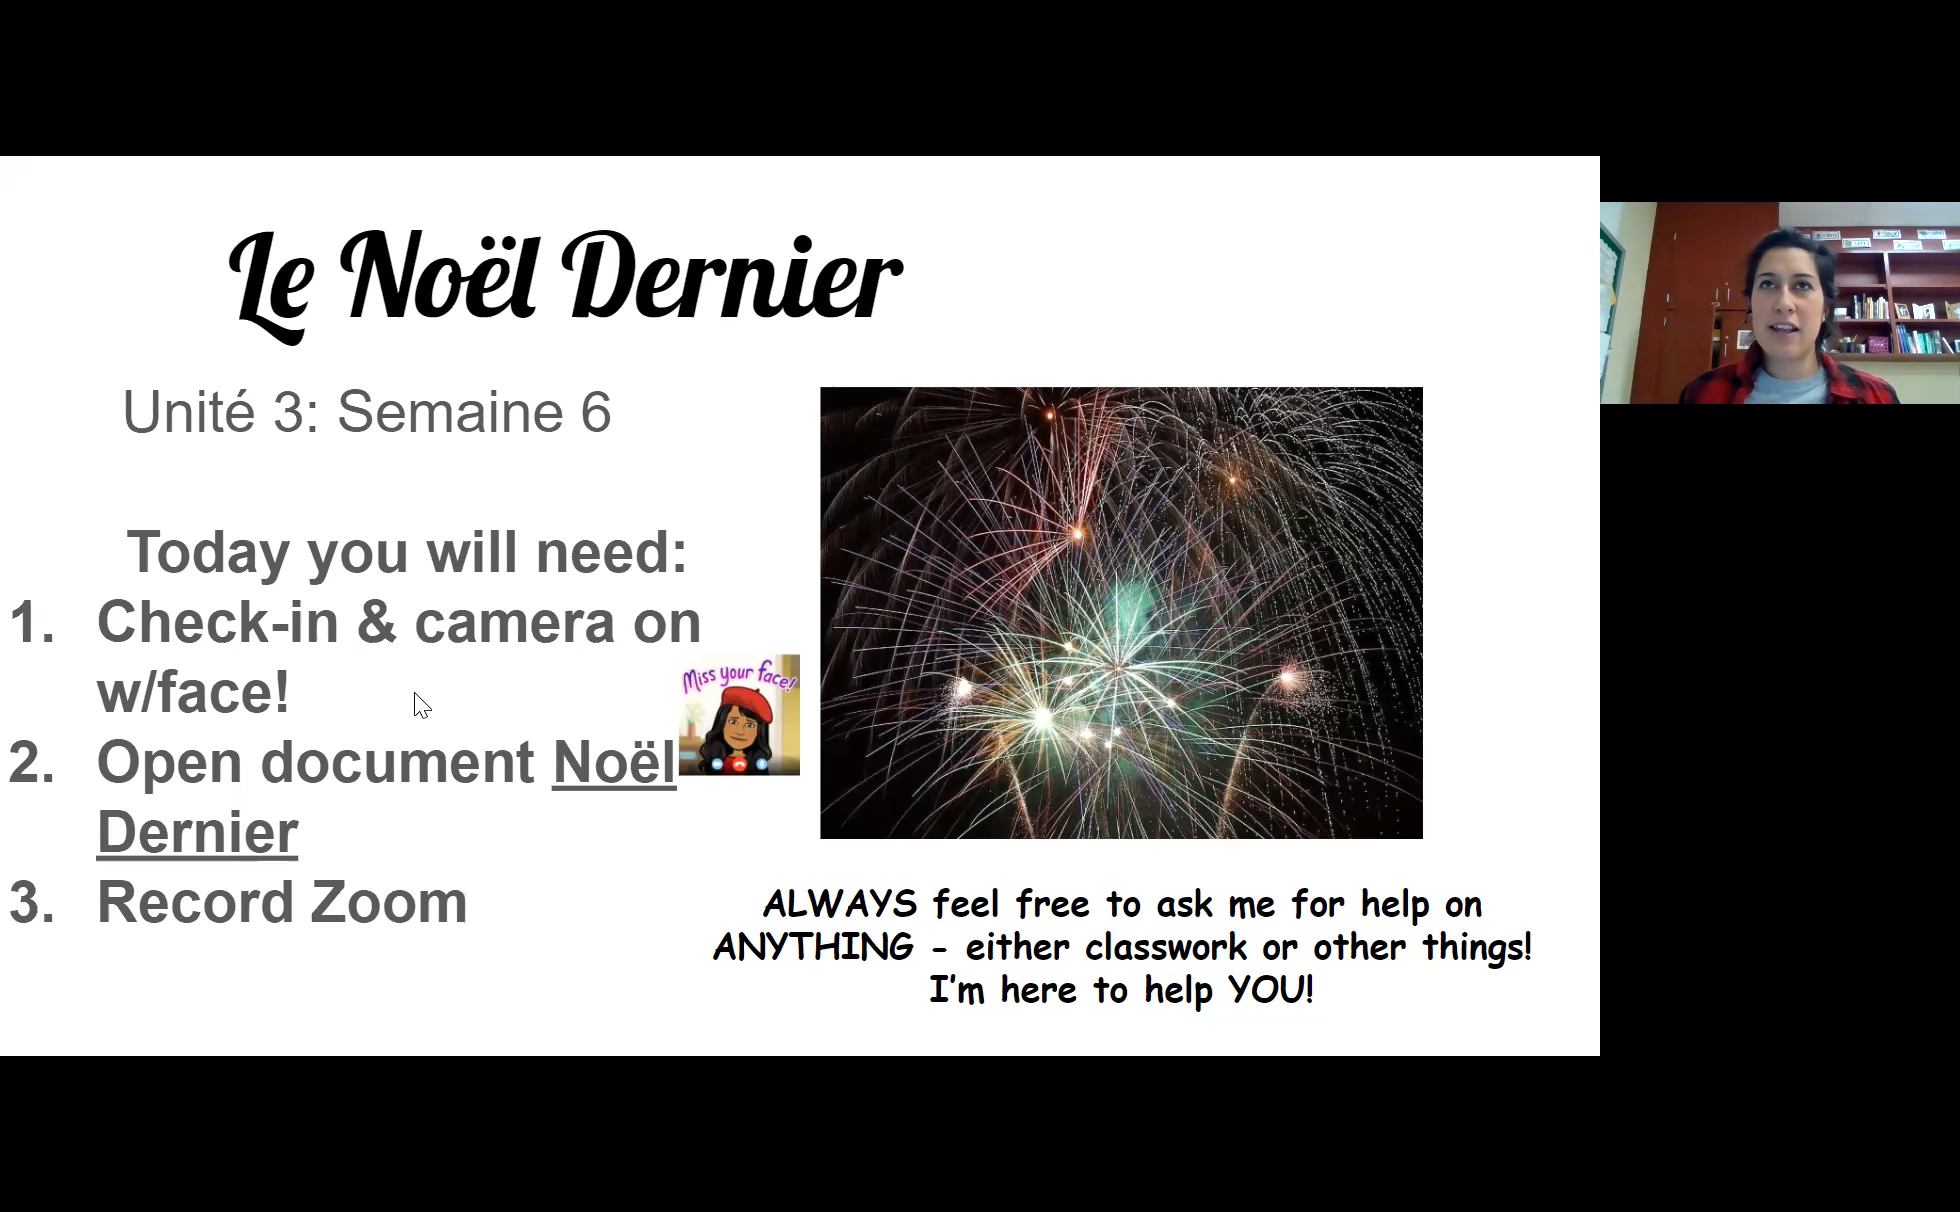 Le Noël Dernier
Unité 3: Semaine 6
Today you will need:
1. Check-in & camera on
w/face!
2. Open document Noël
Dernier
3. Record Zoom
Miss your face!
ALWAYS feel free to ask me for help on
ANYTHING - either classwork or other things!
I'm here to help YOU!